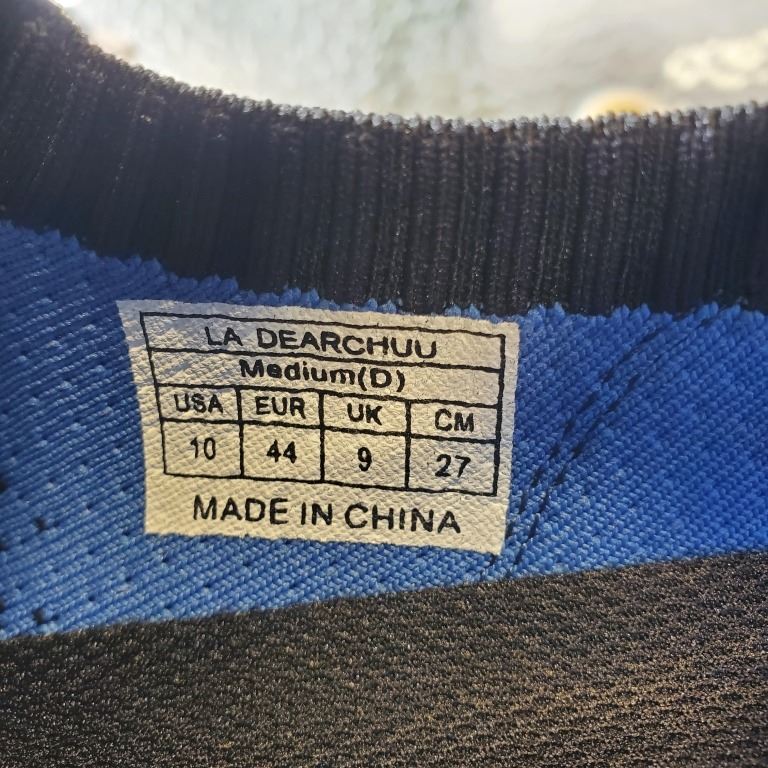 LA DEARCHUU
Medium(D)
USA EUR UK CM
10 44 9 27
MADE IN CHINA